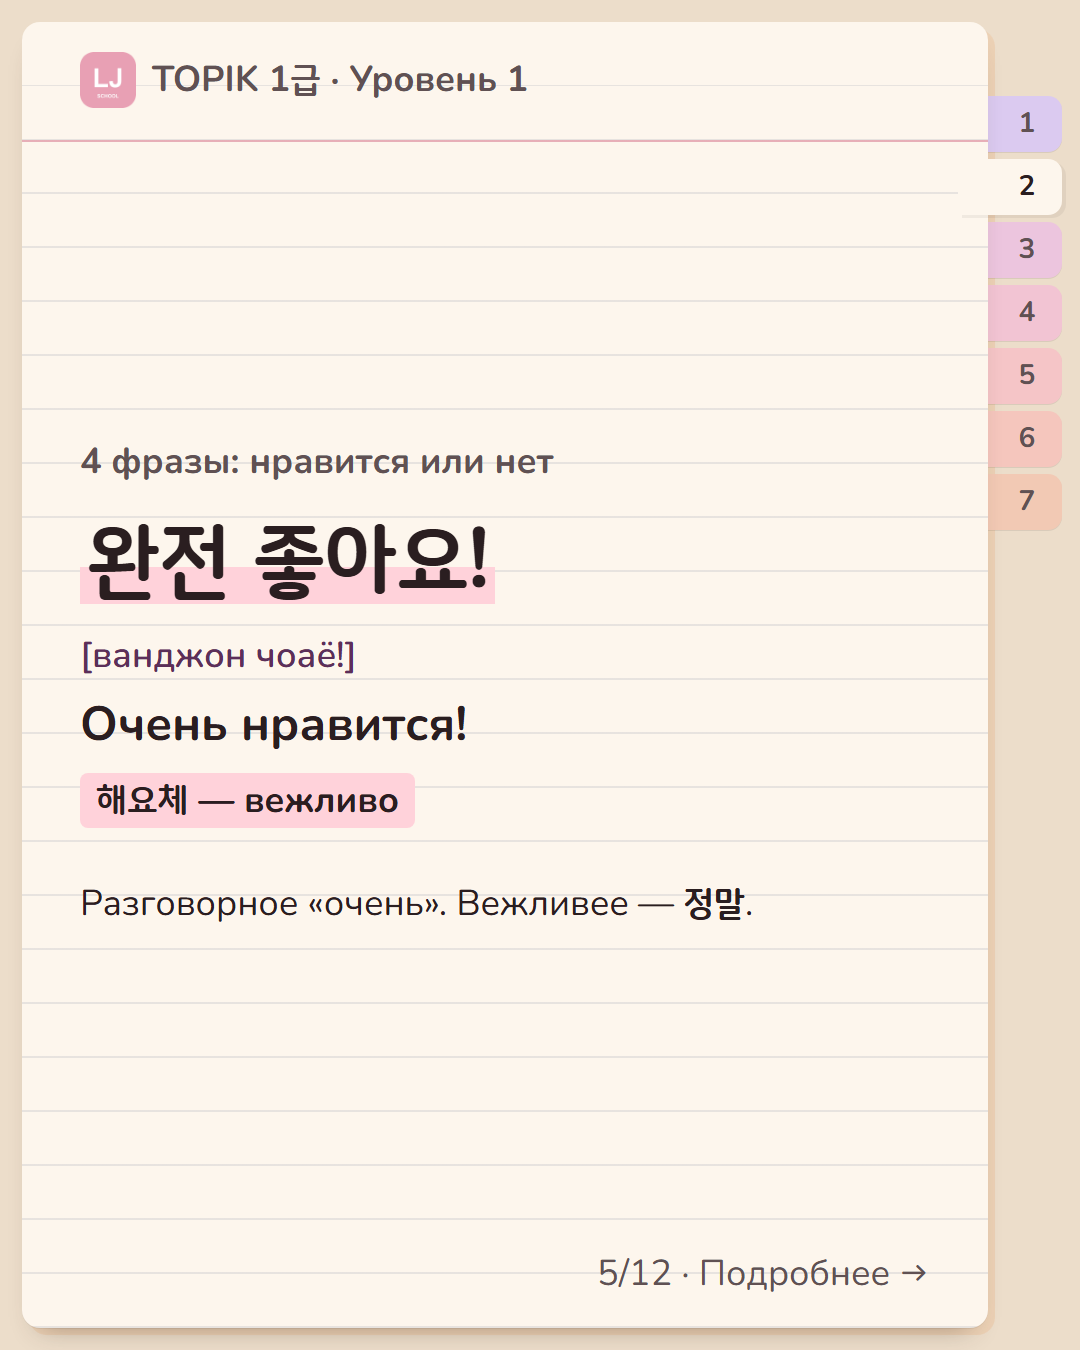 LJ
SCHOOL
TOPIK 1급 · Уровень 1
1
2
3
4
5
6
7
4 фразы: нравится или нет
완전 좋아요!
[ванджон чоаё!]
Очень нравится!
해요체 — вежливо
Разговорное «очень». Вежливее — 정말.
5/12 · Подробнее →